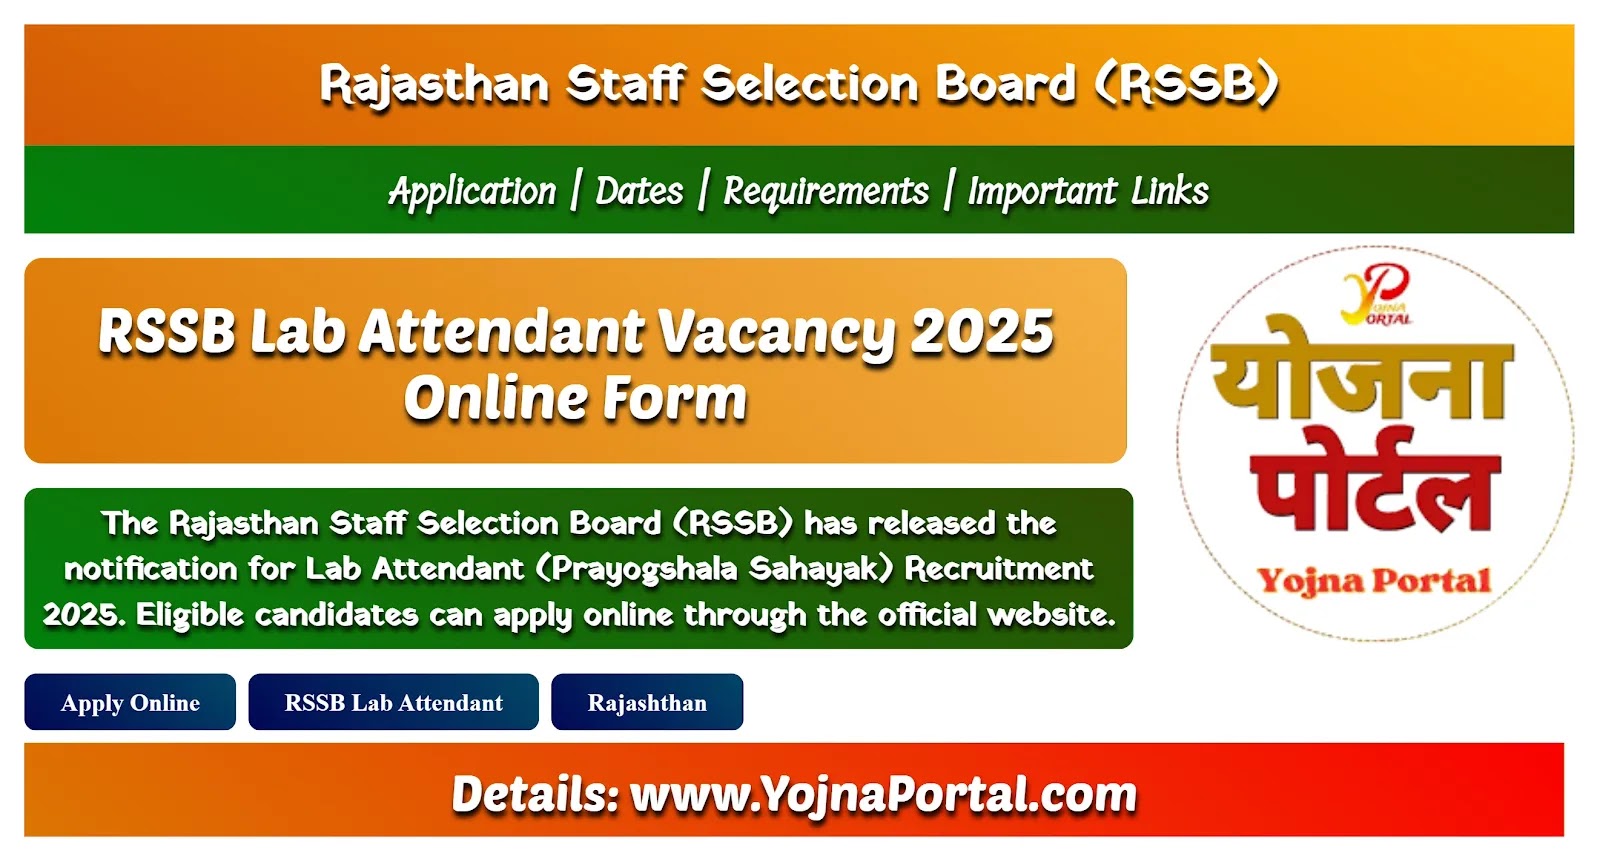 Rajasthan Staff Selection Board (RSSB)
Application | Dates | Requirements | Important Links
RSSB Lab Attendant Vacancy 2025
Online Form
The Rajasthan Staff Selection Board (RSSB) has released the
notification for Lab Attendant (Prayogshala Sahayak) Recruitment
2025. Eligible candidates can apply online through the official website.
YP
OJNA
ORTAL
योजना
पोर्टल
Yojna Portal
Apply Online
RSSB Lab Attendant
Rajashthan
Details: www.YojnaPortal.com